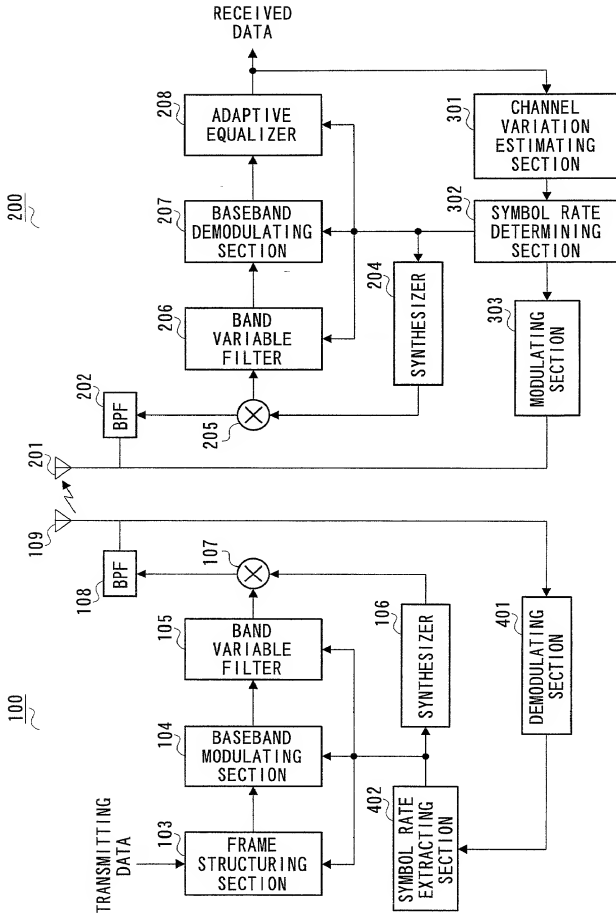 100
TRANSMITTING
DATA
103
FRAME
STRUCTURING
SECTION
104
BASEBAND
MODULATING
SECTION
105
BAND
VARIABLE
FILTER
107
108
BPF
109
106
SYNTHESIZER
402
SYMBOL RATE
EXTRACTING
SECTION
401
DEMODULATING
SECTION
200
201
202
BPF
205
206
BAND
VARIABLE
FILTER
207
BASEBAND
DEMODULATING
SECTION
208
ADAPTIVE
EQUALIZER
RECEIVED
DATA
204
SYNTHESIZER
301
CHANNEL
VARIATION
ESTIMATING
SECTION
302
SYMBOL RATE
DETERMINING
SECTION
303
MODULATING
SECTION